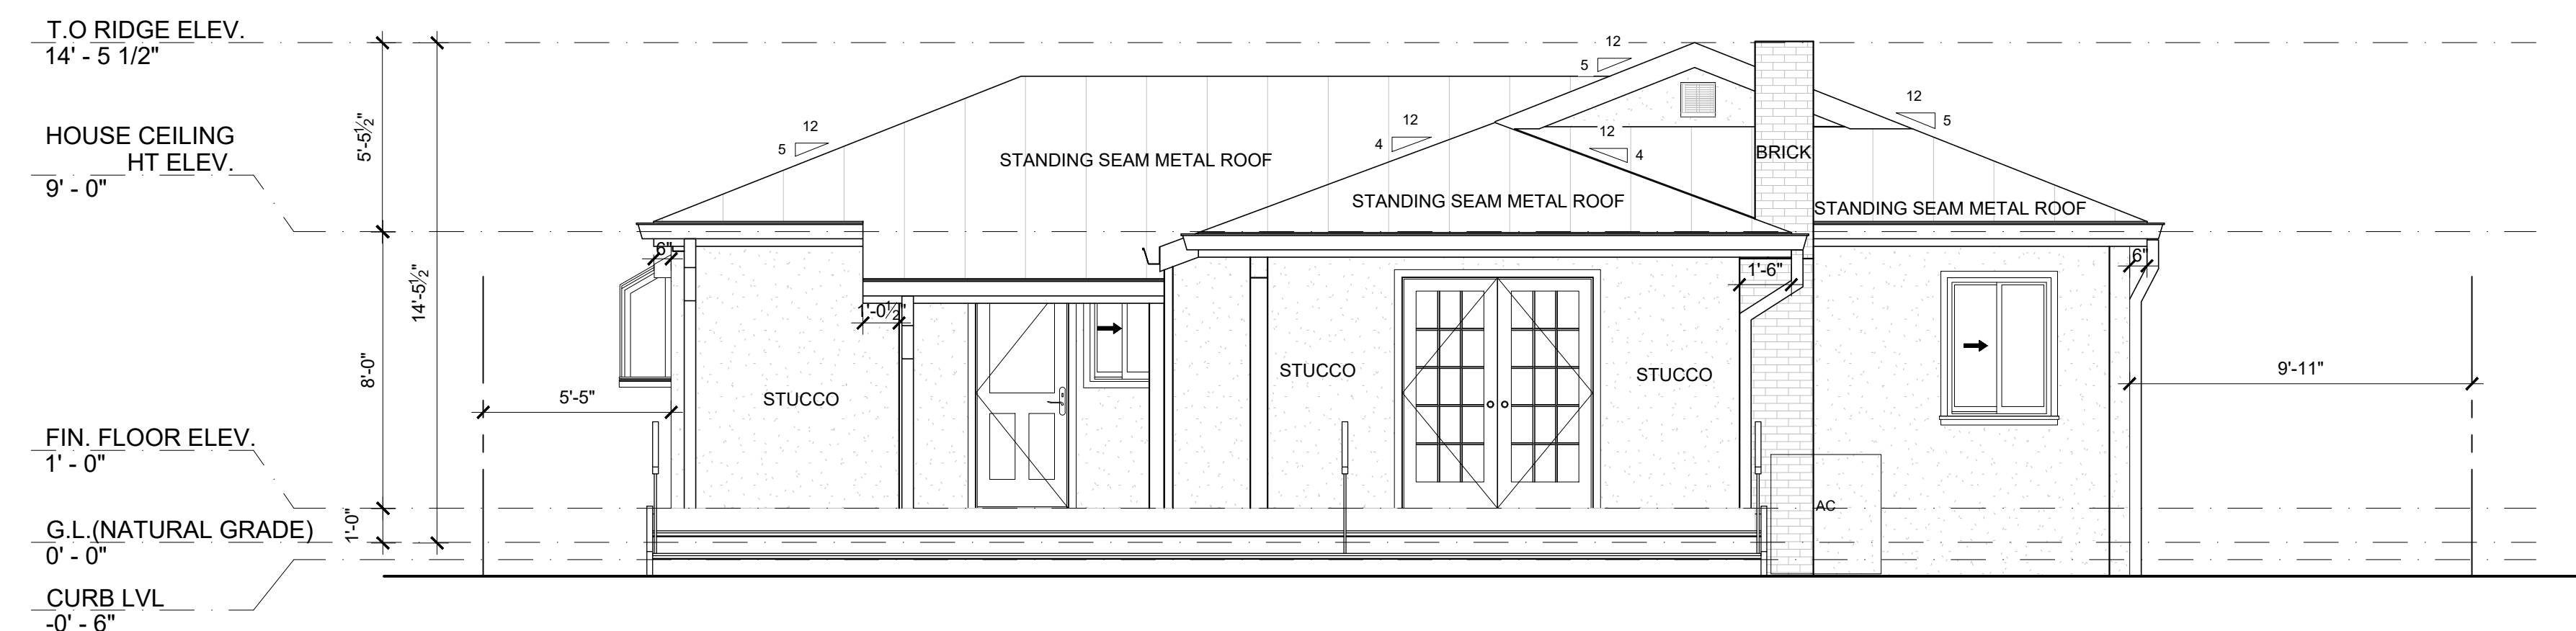 T.O RIDGE ELEV.
14' - 5 1/2"
HOUSE CEILING
HT ELEV.
9' - 0"
FIN. FLOOR ELEV.
1' - 0"
G.L.(NATURAL GRADE)
0' - 0"
CURB LVL
-0' - 6"
5'-5½"
8'-0"
1'-0"
14'-5½"
5'-5"
6"
12
5
STANDING SEAM METAL ROOF
STUCCO
1'-0½"
12
4
STANDING SEAM METAL ROOF
12
5
12
4
BRICK
STUCCO
STUCCO
1'-6"
12
5
STANDING SEAM METAL ROOF
6"
AC
9'-11"